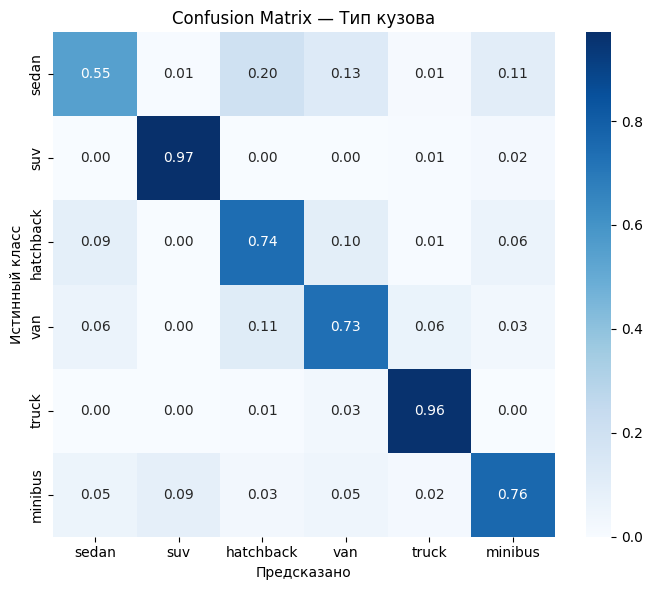 Confusion Matrix — Тип кузова
sedan 0.55 0.01 0.20 0.13 0.01 0.11
suv 0.00 0.97 0.00 0.00 0.01 0.02
hatchback 0.09 0.00 0.74 0.10 0.01 0.06
van 0.06 0.00 0.11 0.73 0.06 0.03
truck 0.00 0.00 0.01 0.03 0.96 0.00
minibus 0.05 0.09 0.03 0.05 0.02 0.76
sedan suv hatchback van truck minibus
Предсказано
Истинный класс
0.8
0.6
0.4
0.2
0.0